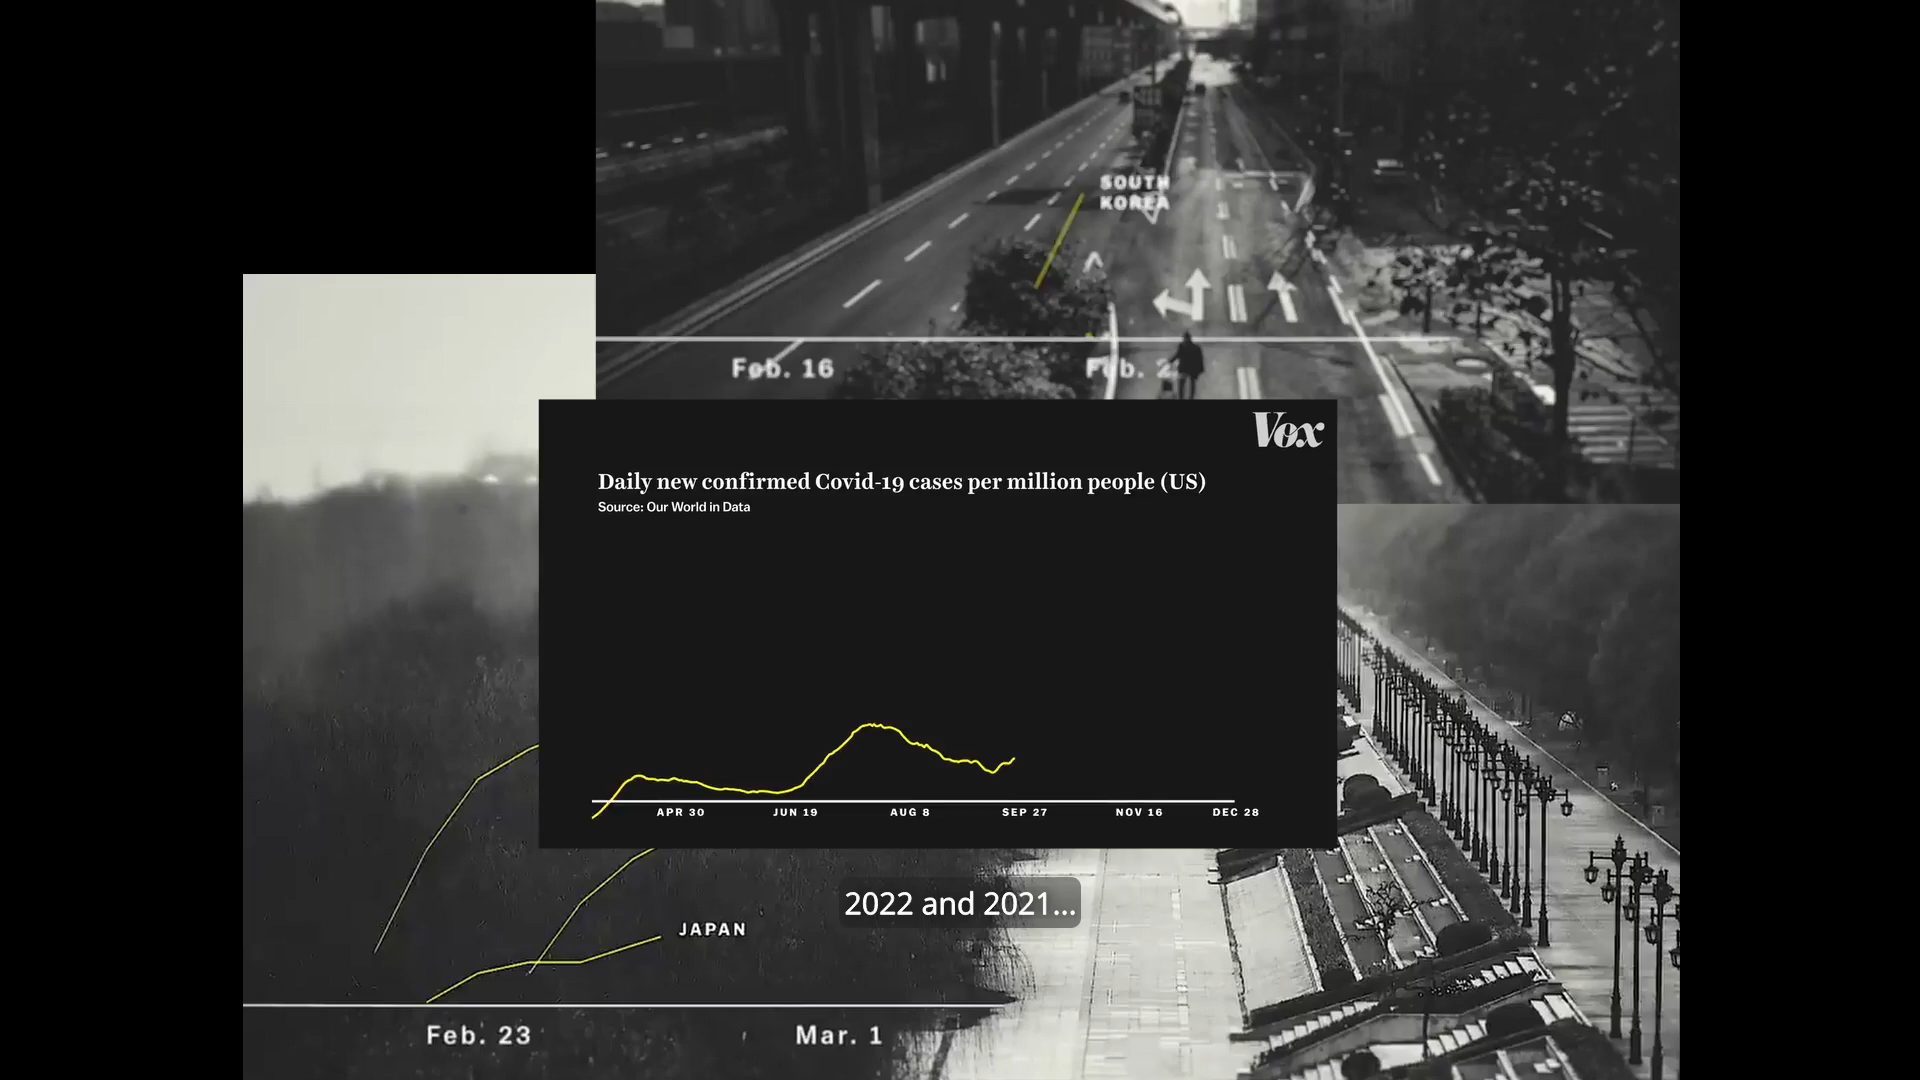 SOUTH
KOREA
Feb. 16
Vox
Daily new confirmed Covid-19 cases per million people (US)
Source: Our World in Data
APR 30 JUN 19 AUG 8 SEP 27 NOV 16 DEC 28
2022 and 2021...
JAPAN
Feb. 23 Mar. 1